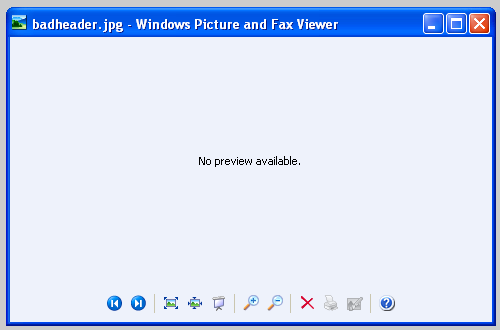 badheader.jpg - Windows Picture and Fax Viewer
No preview available.